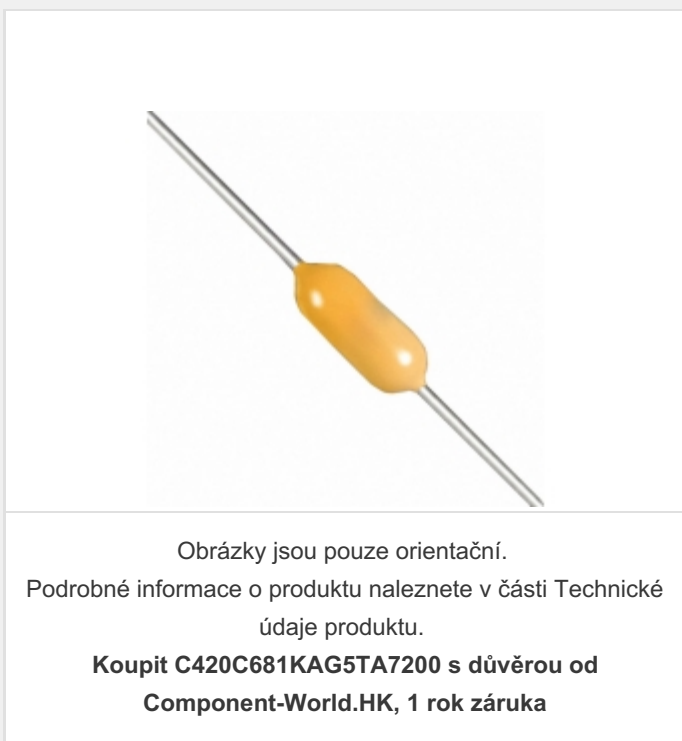 Obrázky jsou pouze orientační.
Podrobné informace o produktu naleznete v části Technické
údaje produktu.
Koupit C420C681KAG5TA7200 s důvěrou od
Component-World.HK, 1 rok záruka